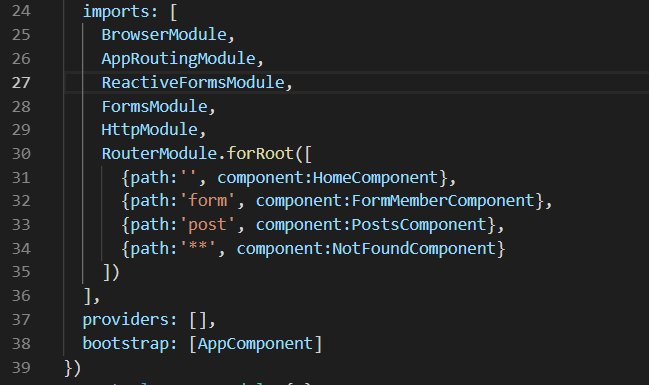 24 imports: [
25 BrowserModule,
26 AppRoutingModule,
27 ReactiveFormsModule,
28 FormsModule,
29 HttpModule,
30 RouterModule.forRoot([
31 {path:'', component:HomeComponent},
32 {path:'form', component:FormMemberComponent},
33 {path:'post', component:PostsComponent},
34 {path:'**', component:NotFoundComponent}
35 ])
36 ],
37 providers: [],
38 bootstrap: [AppComponent]
39 })